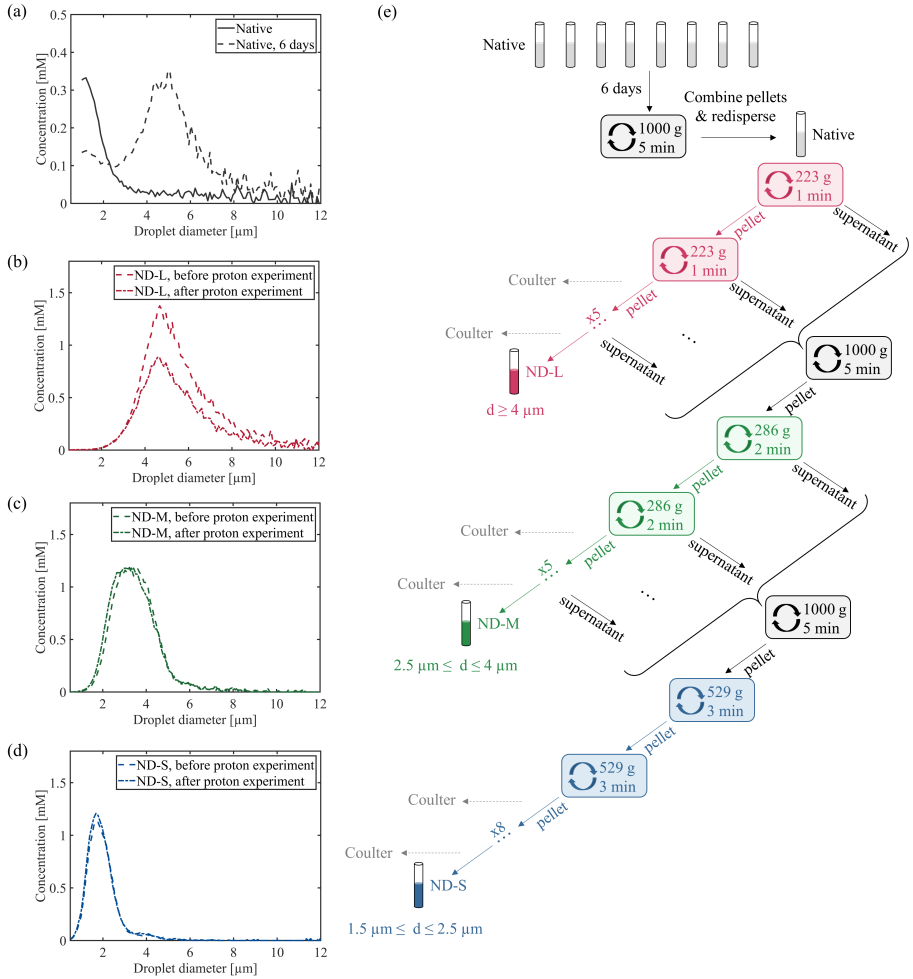 (a)
Native
Native, 6 days
0.5
0.4
0.3
0.2
0.1
0
Concentration [mM]
2 4 6 8 10 12
Droplet diameter [µm]
(b)
ND-L, before proton experiment
ND-L, after proton experiment
1.5
1
0.5
0
Concentration [mM]
2 4 6 8 10 12
Droplet diameter [µm]
(c)
ND-M, before proton experiment
ND-M, after proton experiment
1.5
1
0.5
0
Concentration [mM]
2 4 6 8 10 12
Droplet diameter [µm]
(d)
ND-S, before proton experiment
ND-S, after proton experiment
1.5
1
0.5
0
Concentration [mM]
2 4 6 8 10 12
Droplet diameter [µm]
(e)
Native
6 days
1000 g
5 min
Combine pellets
& redisperse
Native
223 g
1 min
pellet
supernatant
223 g
1 min
Coulter
pellet
supernatant
x5
...
...
Coulter
supernatant
ND-L
d ≥ 4 µm
1000 g
5 min
pellet
286 g
2 min
pellet
supernatant
286 g
2 min
Coulter
pellet
supernatant
x5
...
...
Coulter
supernatant
ND-M
2.5 µm ≤ d ≤ 4 µm
1000 g
5 min
pellet
529 g
3 min
pellet
529 g
3 min
Coulter
pellet
x8
...
Coulter
ND-S
1.5 µm ≤ d ≤ 2.5 µm